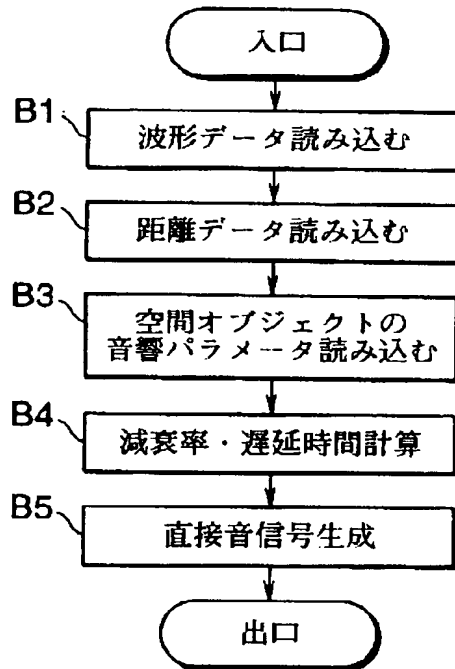 入口
B1
波形データ読み込む
B2
距離データ読み込む
B3
空間オブジェクトの
音響パラメータ読み込む
B4
減衰率・遅延時間計算
B5
直接音信号生成
出口